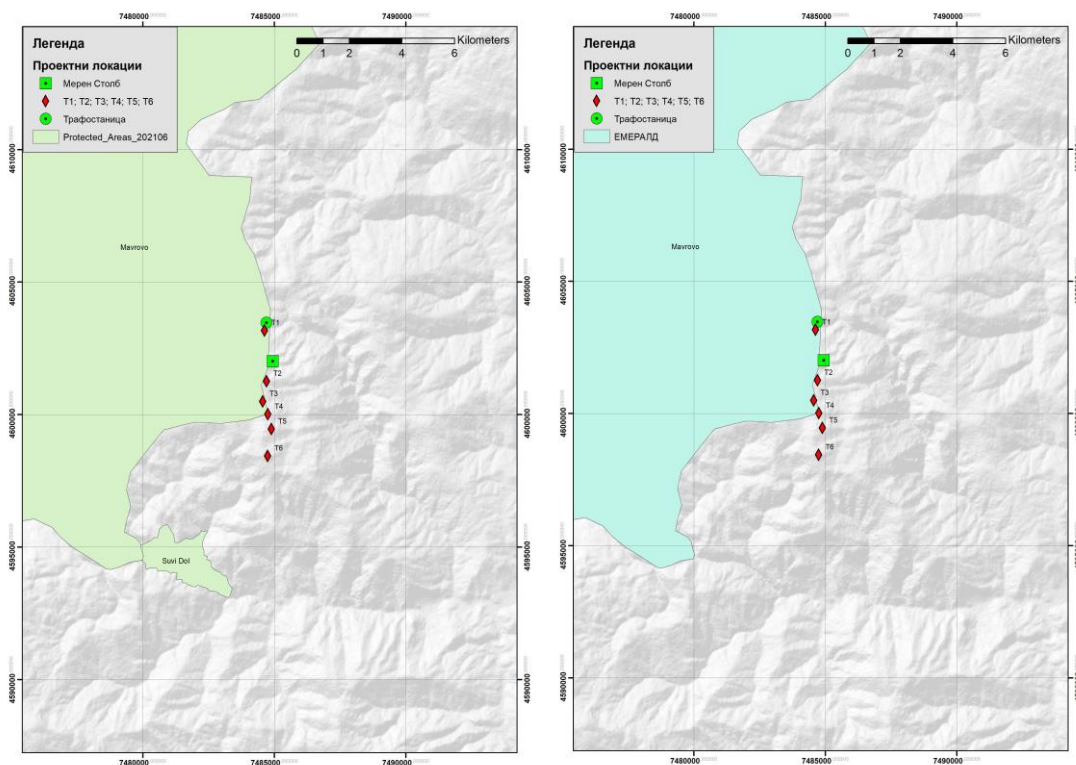 7480000
7485000
7490000
Легенда
Проектни локации
Мерен Столб
T1; T2; T3; T4; T5; T6
Трафостаница
Protected_Areas_202106
Kilometers
0 1 2 4 6
4610000
4605000
4600000
4595000
4590000
Mavrovo
T1
T2
T3
T4
T5
T6
Suvi Dol
4600000
4595000
4590000
7480000
7485000
7490000
7480000
7485000
7490000
Легенда
Проектни локации
Мерен Столб
T1; T2; T3; T4; T5; T6
Трафостаница
ЕМЕРАЛД
Kilometers
0 1 2 4 6
4610000
4605000
4600000
4595000
4590000
Mavrovo
T1
T2
T3
T4
T5
T6
7480000
7485000
7490000